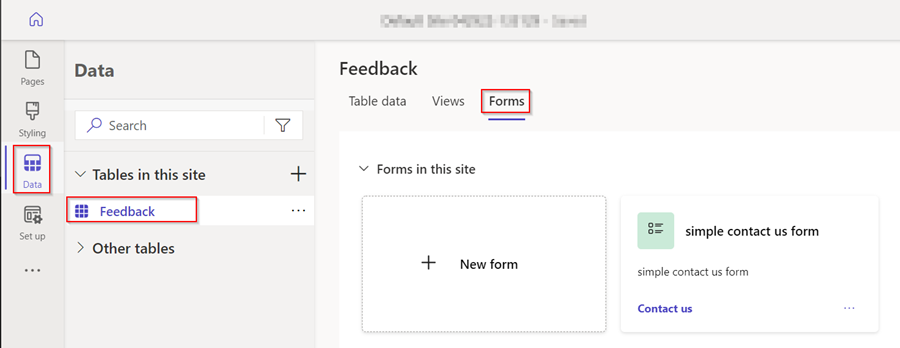 Pages
Styling
Data
Set up
Data
Search
Tables in this site
Feedback
Other tables
Feedback
Table data Views Forms
Forms in this site
New form
simple contact us form
simple contact us form
Contact us